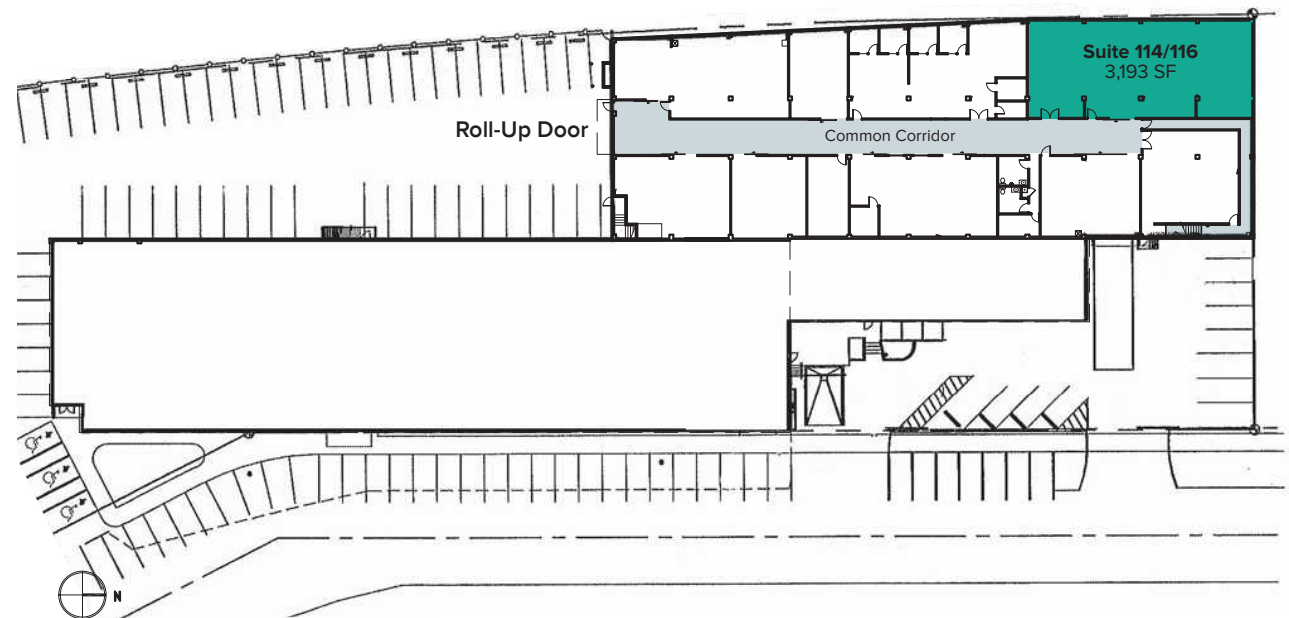 Suite 114/116
3,193 SF
Roll-Up Door
Common Corridor
N